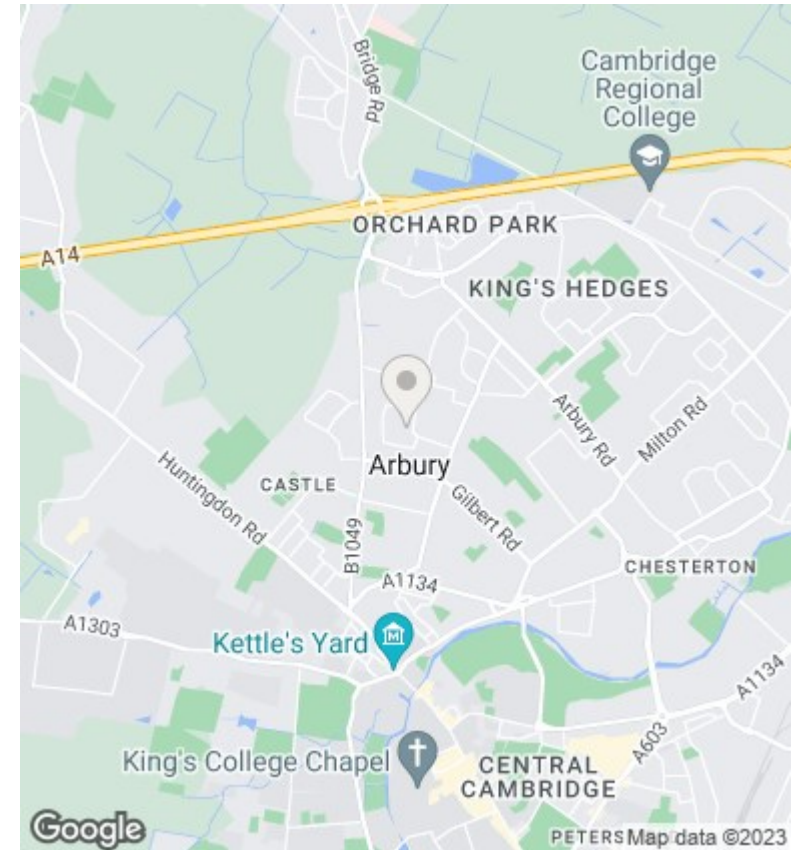 Bridge Rd
Cambridge
Regional
College
ORCHARD PARK
A14
KING'S HEDGES
Arbury Rd
Milton Rd
Arbury
Huntingdon Rd
CASTLE
Gilbert Rd
B1049
CHESTERTON
A1134
A1303
Kettle's Yard
A1134
A603
King's College Chapel
CENTRAL
CAMBRIDGE
Google
PETERS
Map data ©2023